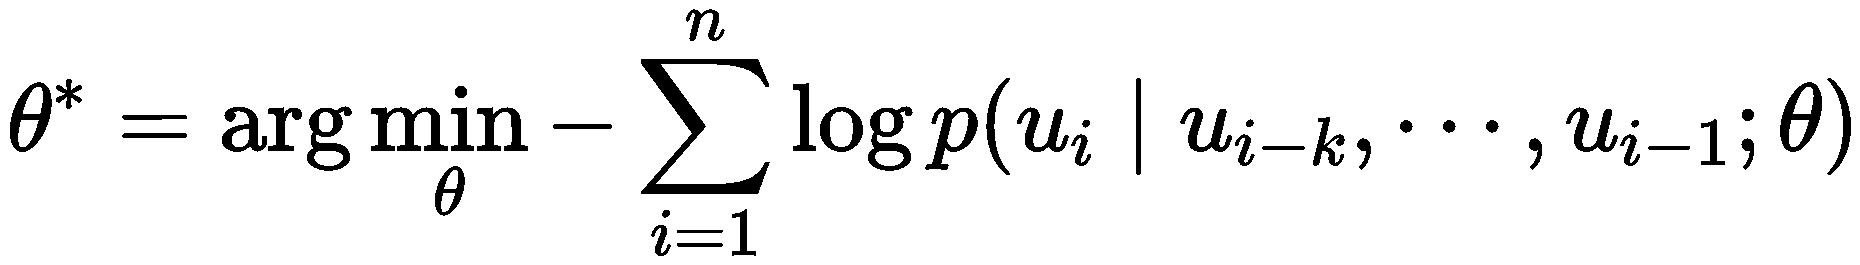 θ* = arg min_θ − ∑_{i=1}^{n} log p(u_i | u_{i−k}, ⋯ , u_{i−1}; θ)